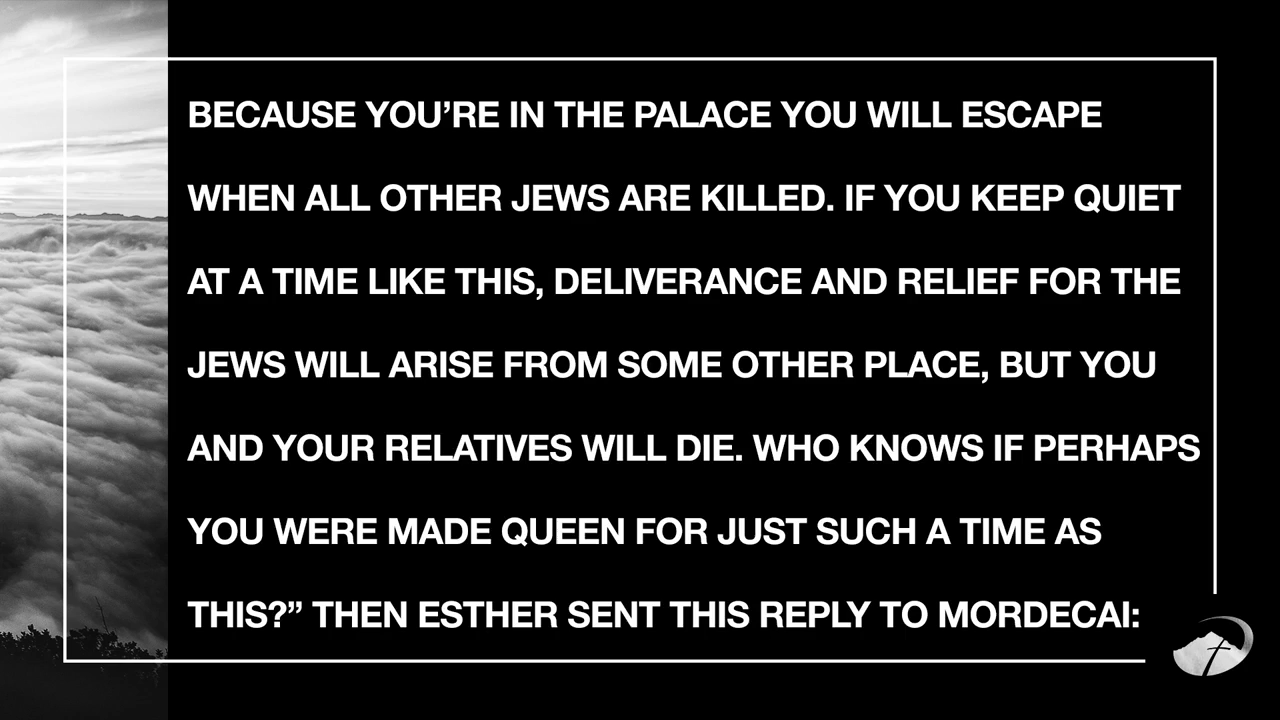 BECAUSE YOU’RE IN THE PALACE YOU WILL ESCAPE
WHEN ALL OTHER JEWS ARE KILLED. IF YOU KEEP QUIET
AT A TIME LIKE THIS, DELIVERANCE AND RELIEF FOR THE
JEWS WILL ARISE FROM SOME OTHER PLACE, BUT YOU
AND YOUR RELATIVES WILL DIE. WHO KNOWS IF PERHAPS
YOU WERE MADE QUEEN FOR JUST SUCH A TIME AS
THIS?” THEN ESTHER SENT THIS REPLY TO MORDECAI: